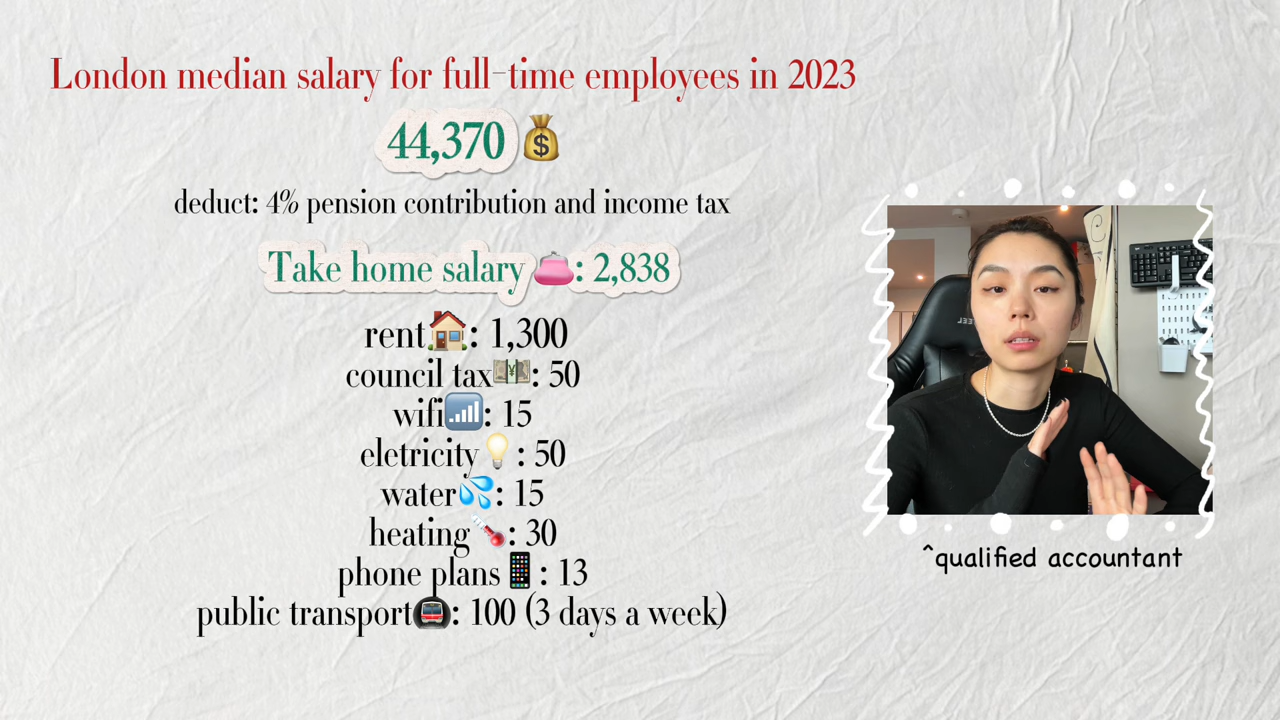 London median salary for full-time employees in 2023
44,370
deduct: 4% pension contribution and income tax
Take home salary : 2,838
rent : 1,300
council tax : 50
wifi : 15
eletricity : 50
water : 15
heating : 30
phone plans : 13
public transport : 100 (3 days a week)
^qualified accountant